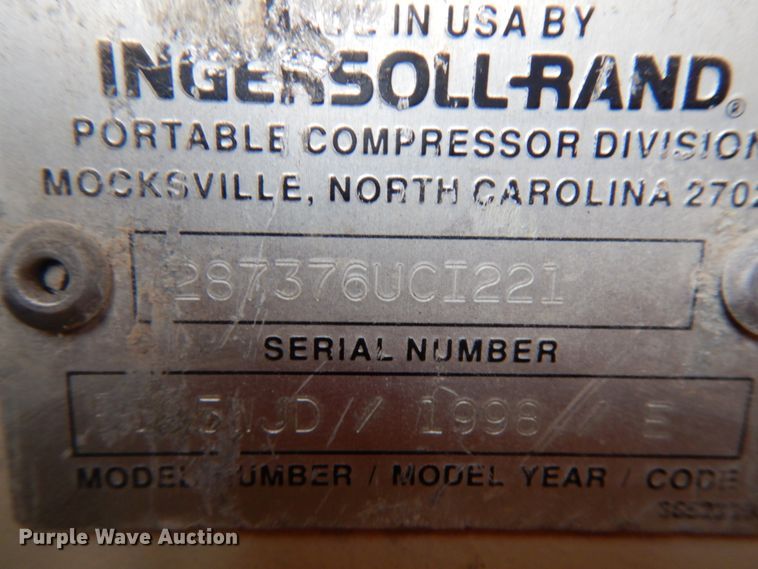 IN USA BY
INGERSOLL-RAND®
PORTABLE COMPRESSOR DIVISION
MOCKSVILLE, NORTH CAROLINA 2702
287376UCI221
SERIAL NUMBER
// 1998 // E
MODEL NUMBER / MODEL YEAR / CODE
Purple Wave Auction